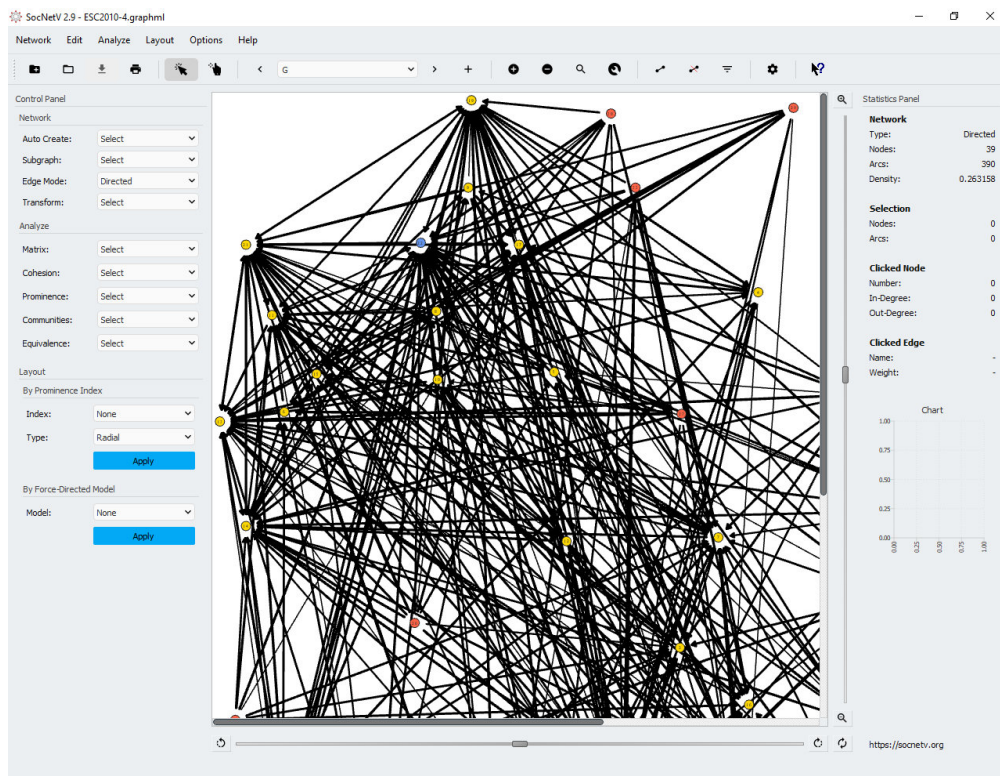 SocNetV 2.9 - ESC2010-4.graphml
Network Edit Analyze Layout Options Help
G
Control Panel
Network
Auto Create: Select
Subgraph: Select
Edge Mode: Directed
Transform: Select
Analyze
Matrix: Select
Cohesion: Select
Prominence: Select
Communities: Select
Equivalence: Select
Layout
By Prominence Index
Index: None
Type: Radial
Apply
By Force-Directed Model
Model: None
Apply
Statistics Panel
Network
Type: Directed
Nodes: 39
Arcs: 390
Density: 0.263158
Selection
Nodes: 0
Arcs: 0
Clicked Node
Number: 0
In-Degree: 0
Out-Degree: 0
Clicked Edge
Name: -
Weight: -
Chart
1.00
0.75
0.50
0.25
0.00
0.00 0.25 0.50 0.75 1.00
https://socnetv.org